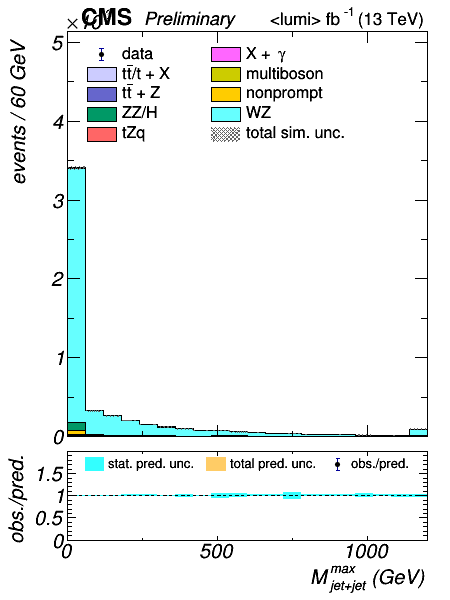 CMS Preliminary <lumi> fb⁻¹ (13 TeV)
5
events / 60 GeV
data X + γ
tt̄/t + X multiboson
tt̄ + Z nonprompt
ZZ/H WZ
tZq total sim. unc.
4
3
2
1
0
stat. pred. unc. total pred. unc. obs./pred.
obs./pred.
1.5
1
0.5
0
0 500 1000
M^max_jet+jet (GeV)